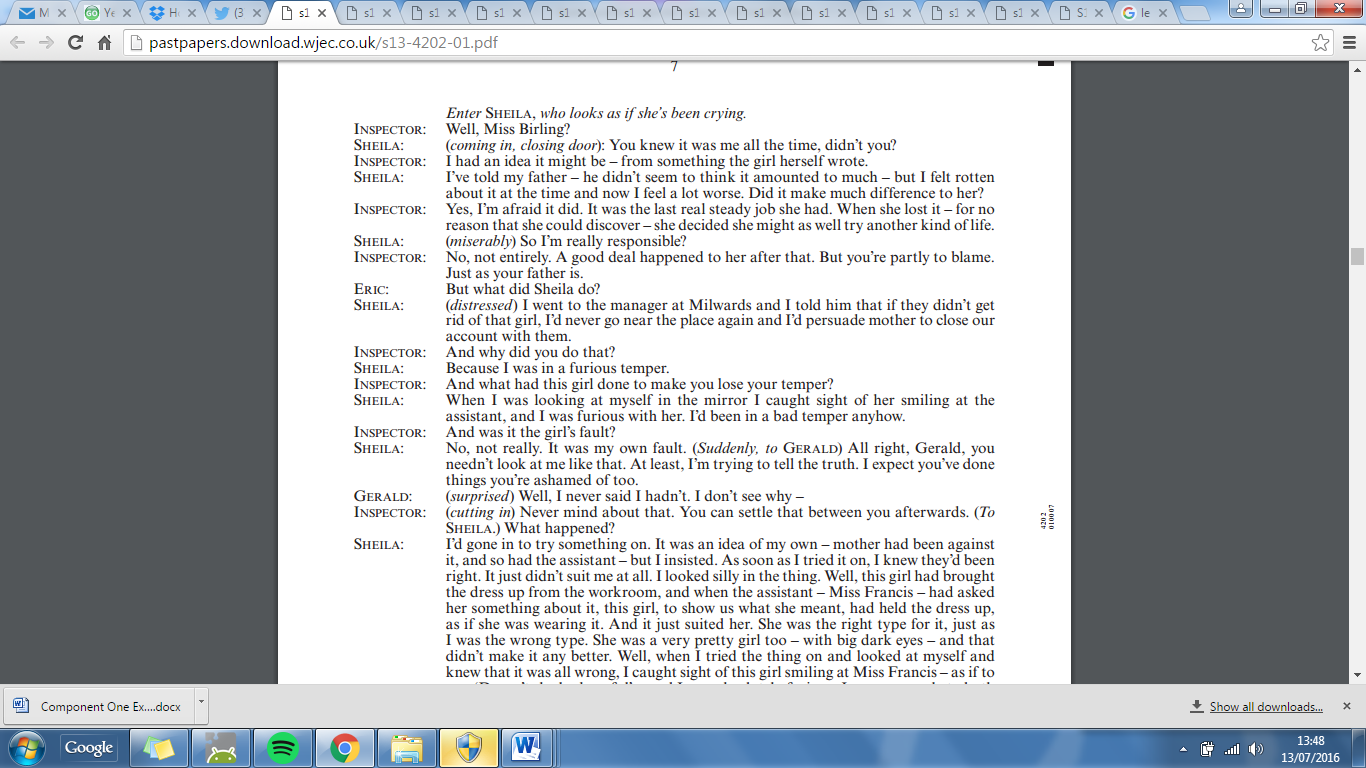 M
Ye
H
(3
s1
s1
s1
s1
s1
s1
s1
s1
s1
s1
s1
s1
S
le
pastpapers.download.wjec.co.uk/s13-4202-01.pdf
7
Enter SHEILA, who looks as if she's been crying.
INSPECTOR: Well, Miss Birling?
SHEILA: (coming in, closing door): You knew it was me all the time, didn't you?
INSPECTOR: I had an idea it might be – from something the girl herself wrote.
SHEILA: I've told my father – he didn't seem to think it amounted to much – but I felt rotten
about it at the time and now I feel a lot worse. Did it make much difference to her?
INSPECTOR: Yes, I'm afraid it did. It was the last real steady job she had. When she lost it – for no
reason that she could discover – she decided she might as well try another kind of life.
SHEILA: (miserably) So I'm really responsible?
INSPECTOR: No, not entirely. A good deal happened to her after that. But you're partly to blame.
Just as your father is.
ERIC: But what did Sheila do?
SHEILA: (distressed) I went to the manager at Milwards and I told him that if they didn't get
rid of that girl, I'd never go near the place again and I'd persuade mother to close our
account with them.
INSPECTOR: And why did you do that?
SHEILA: Because I was in a furious temper.
INSPECTOR: And what had this girl done to make you lose your temper?
SHEILA: When I was looking at myself in the mirror I caught sight of her smiling at the
assistant, and I was furious with her. I'd been in a bad temper anyhow.
INSPECTOR: And was it the girl's fault?
SHEILA: No, not really. It was my own fault. (Suddenly, to GERALD) All right, Gerald, you
needn't look at me like that. At least, I'm trying to tell the truth. I expect you've done
things you're ashamed of too.
GERALD: (surprised) Well, I never said I hadn't. I don't see why –
INSPECTOR: (cutting in) Never mind about that. You can settle that between you afterwards. (To
SHEILA.) What happened?
SHEILA: I'd gone in to try something on. It was an idea of my own – mother had been against
it, and so had the assistant – but I insisted. As soon as I tried it on, I knew they'd been
right. It just didn't suit me at all. I looked silly in the thing. Well, this girl had brought
the dress up from the workroom, and when the assistant – Miss Francis – had asked
her something about it, this girl, to show us what she meant, had held the dress up,
as if she was wearing it. And it just suited her. She was the right type for it, just as
I was the wrong type. She was a very pretty girl too – with big dark eyes – and that
didn't make it any better. Well, when I tried the thing on and looked at myself and
knew that it was all wrong, I caught sight of this girl smiling at Miss Francis – as if to
4202
010007
Component One Ex....docx
Show all downloads...
Google
13:48
13/07/2016